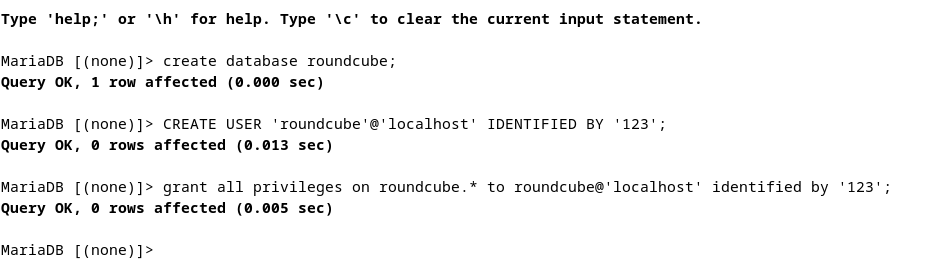 Type 'help;' or '\h' for help. Type '\c' to clear the current input statement.
MariaDB [(none)]> create database roundcube;
Query OK, 1 row affected (0.000 sec)
MariaDB [(none)]> CREATE USER 'roundcube'@'localhost' IDENTIFIED BY '123';
Query OK, 0 rows affected (0.013 sec)
MariaDB [(none)]> grant all privileges on roundcube.* to roundcube@'localhost' identified by '123';
Query OK, 0 rows affected (0.005 sec)
MariaDB [(none)]>